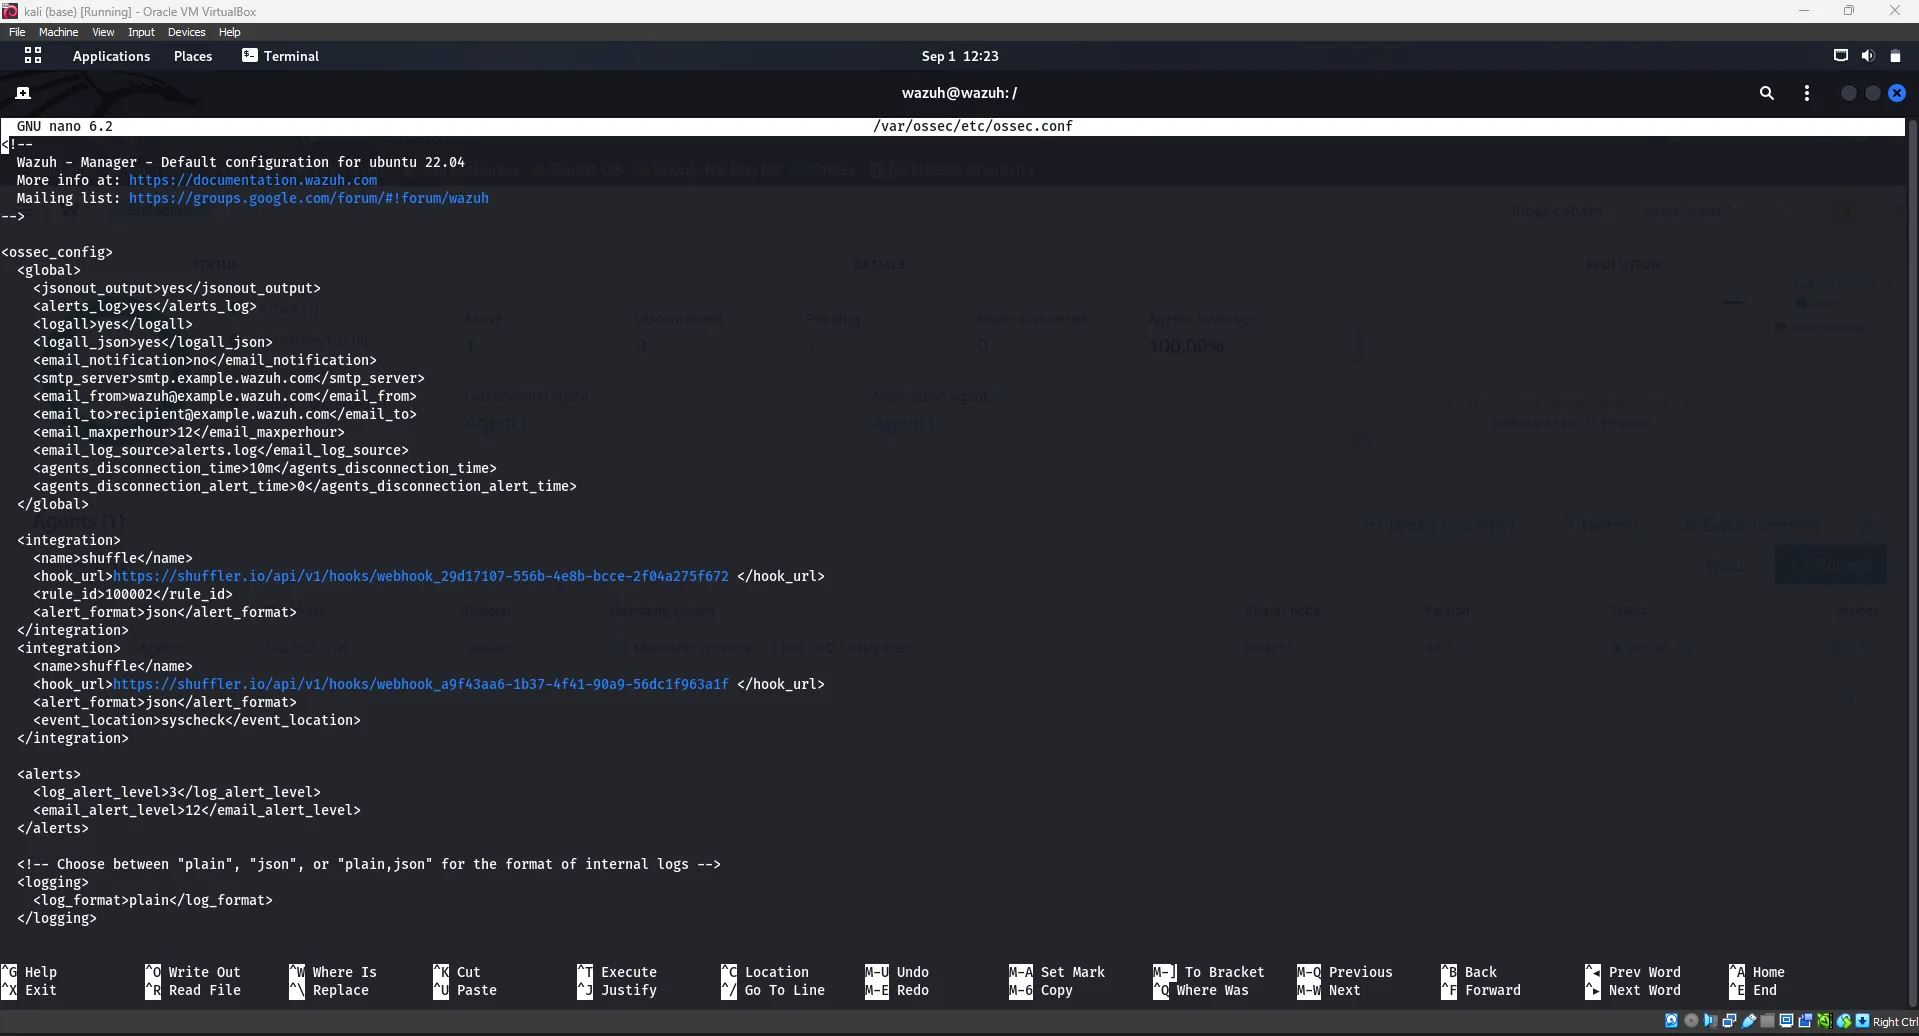 kali (base) [Running] - Oracle VM VirtualBox
File Machine View Input Devices Help
Applications Places Terminal Sep 1 12:23
wazuh@wazuh: /
GNU nano 6.2 /var/ossec/etc/ossec.conf
<!--
Wazuh - Manager - Default configuration for ubuntu 22.04
More info at: https://documentation.wazuh.com
Mailing list: https://groups.google.com/forum/#!forum/wazuh
-->
<ossec_config>
<global>
<jsonout_output>yes</jsonout_output>
<alerts_log>yes</alerts_log>
<logall>yes</logall>
<logall_json>yes</logall_json>
<email_notification>no</email_notification>
<smtp_server>smtp.example.wazuh.com</smtp_server>
<email_from>wazuh@example.wazuh.com</email_from>
<email_to>recipient@example.wazuh.com</email_to>
<email_maxperhour>12</email_maxperhour>
<email_log_source>alerts.log</email_log_source>
<agents_disconnection_time>10m</agents_disconnection_time>
<agents_disconnection_alert_time>0</agents_disconnection_alert_time>
</global>
<integration>
<name>shuffle</name>
<hook_url>https://shuffler.io/api/v1/hooks/webhook_29d17107-556b-4e8b-bcce-2f04a275f672 </hook_url>
<rule_id>100002</rule_id>
<alert_format>json</alert_format>
</integration>
<integration>
<name>shuffle</name>
<hook_url>https://shuffler.io/api/v1/hooks/webhook_a9f43aa6-1b37-4f41-90a9-56dc1f963a1f </hook_url>
<alert_format>json</alert_format>
<event_location>syscheck</event_location>
</integration>
<alerts>
<log_alert_level>3</log_alert_level>
<email_alert_level>12</email_alert_level>
</alerts>
<!-- Choose between "plain", "json", or "plain,json" for the format of internal logs -->
<logging>
<log_format>plain</log_format>
</logging>
^G Help ^O Write Out ^W Where Is ^K Cut ^T Execute ^C Location M-U Undo M-A Set Mark M-] To Bracket M-Q Previous ^B Back ^◂ Prev Word ^A Home
^X Exit ^R Read File ^\ Replace ^U Paste ^J Justify ^/ Go To Line M-E Redo M-6 Copy ^Q Where Was M-W Next ^F Forward ^▸ Next Word ^E End
Right Ctrl